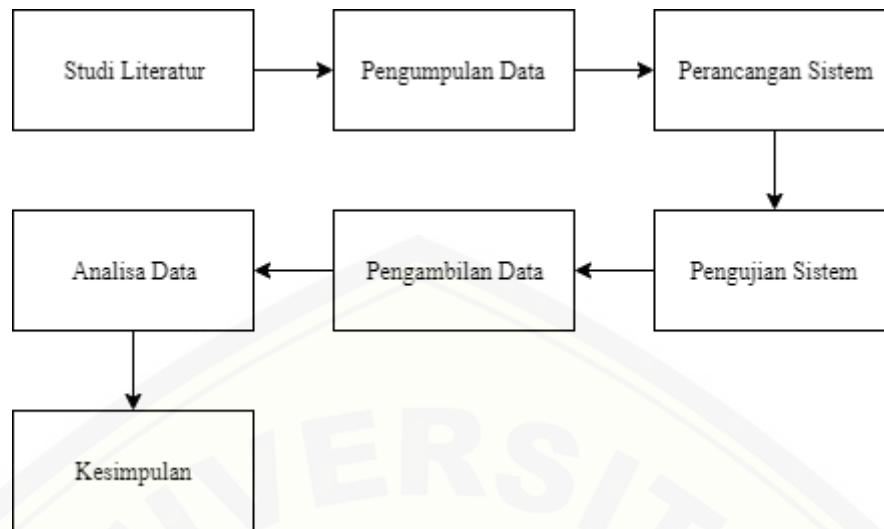 Studi Literatur
Pengumpulan Data
Perancangan Sistem
Pengujian Sistem
Pengambilan Data
Analisa Data
Kesimpulan